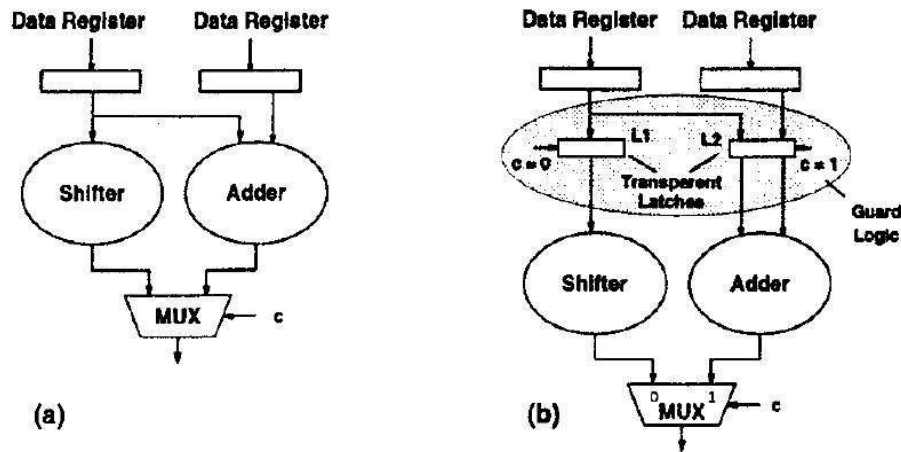 Data Register Data Register
Shifter
Adder
MUX
c
(a)
Data Register Data Register
L1
L2
c = 0
c = 1
Transparent
Latches
Guard
Logic
Shifter
Adder
0 1
MUX
c
(b)